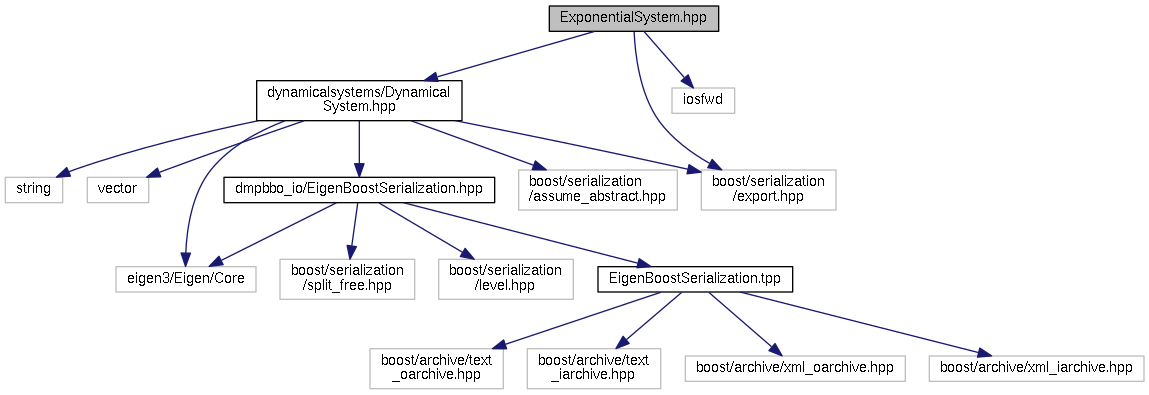 ExponentialSystem.hpp
dynamicalsystems/Dynamical
System.hpp
iosfwd
string
vector
dmpbbo_io/EigenBoostSerialization.hpp
boost/serialization
/assume_abstract.hpp
boost/serialization
/export.hpp
eigen3/Eigen/Core
boost/serialization
/split_free.hpp
boost/serialization
/level.hpp
EigenBoostSerialization.tpp
boost/archive/text
_oarchive.hpp
boost/archive/text
_iarchive.hpp
boost/archive/xml_oarchive.hpp
boost/archive/xml_iarchive.hpp